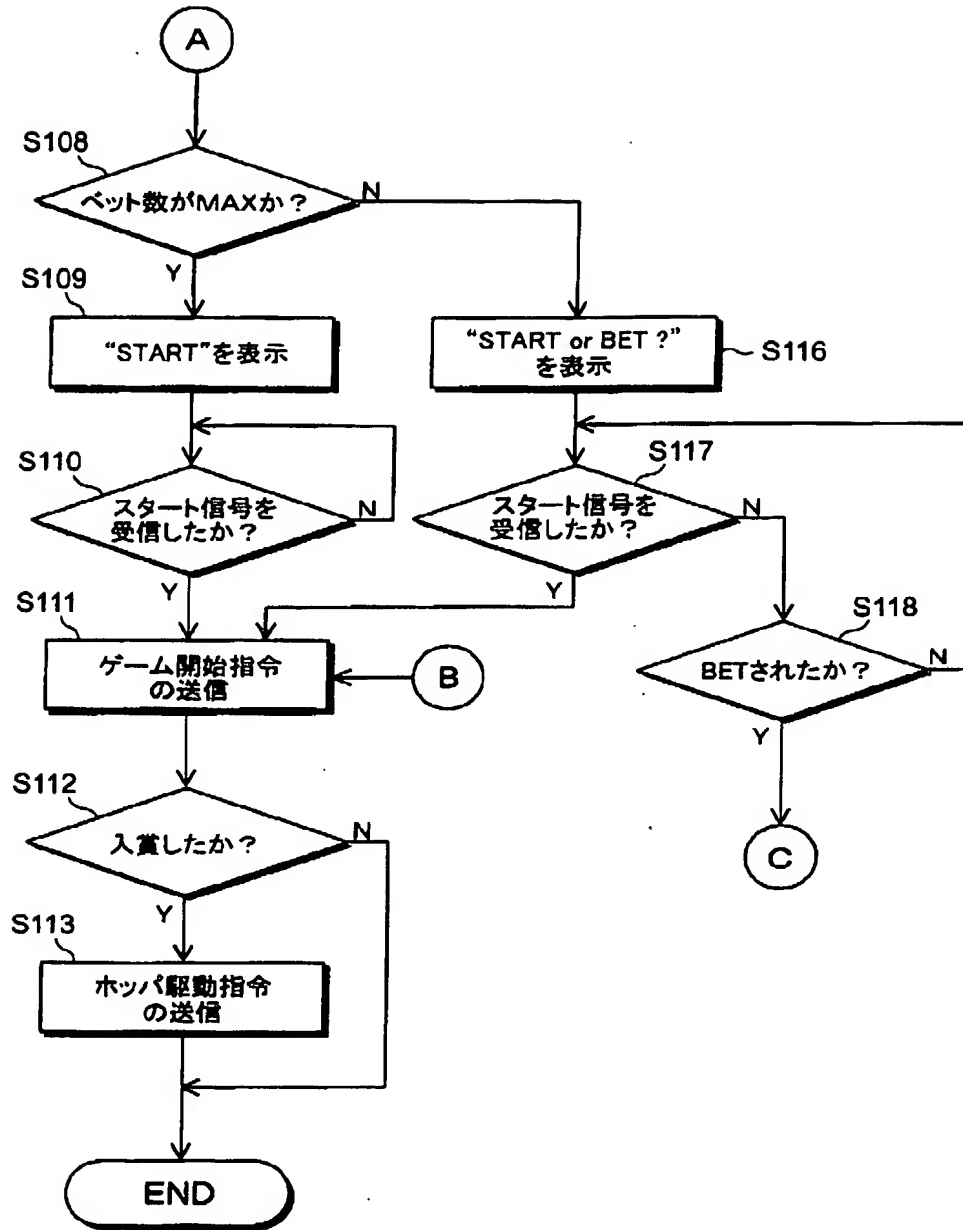 A
S108
ベット数がMAXか？
N
Y
S109
“START”を表示
“START or BET ?”
を表示
S116
S110
スタート信号を
受信したか？
N
Y
S117
スタート信号を
受信したか？
N
Y
S111
ゲーム開始指令
の送信
B
S118
BETされたか？
N
Y
C
S112
入賞したか？
N
Y
S113
ホッパ駆動指令
の送信
END